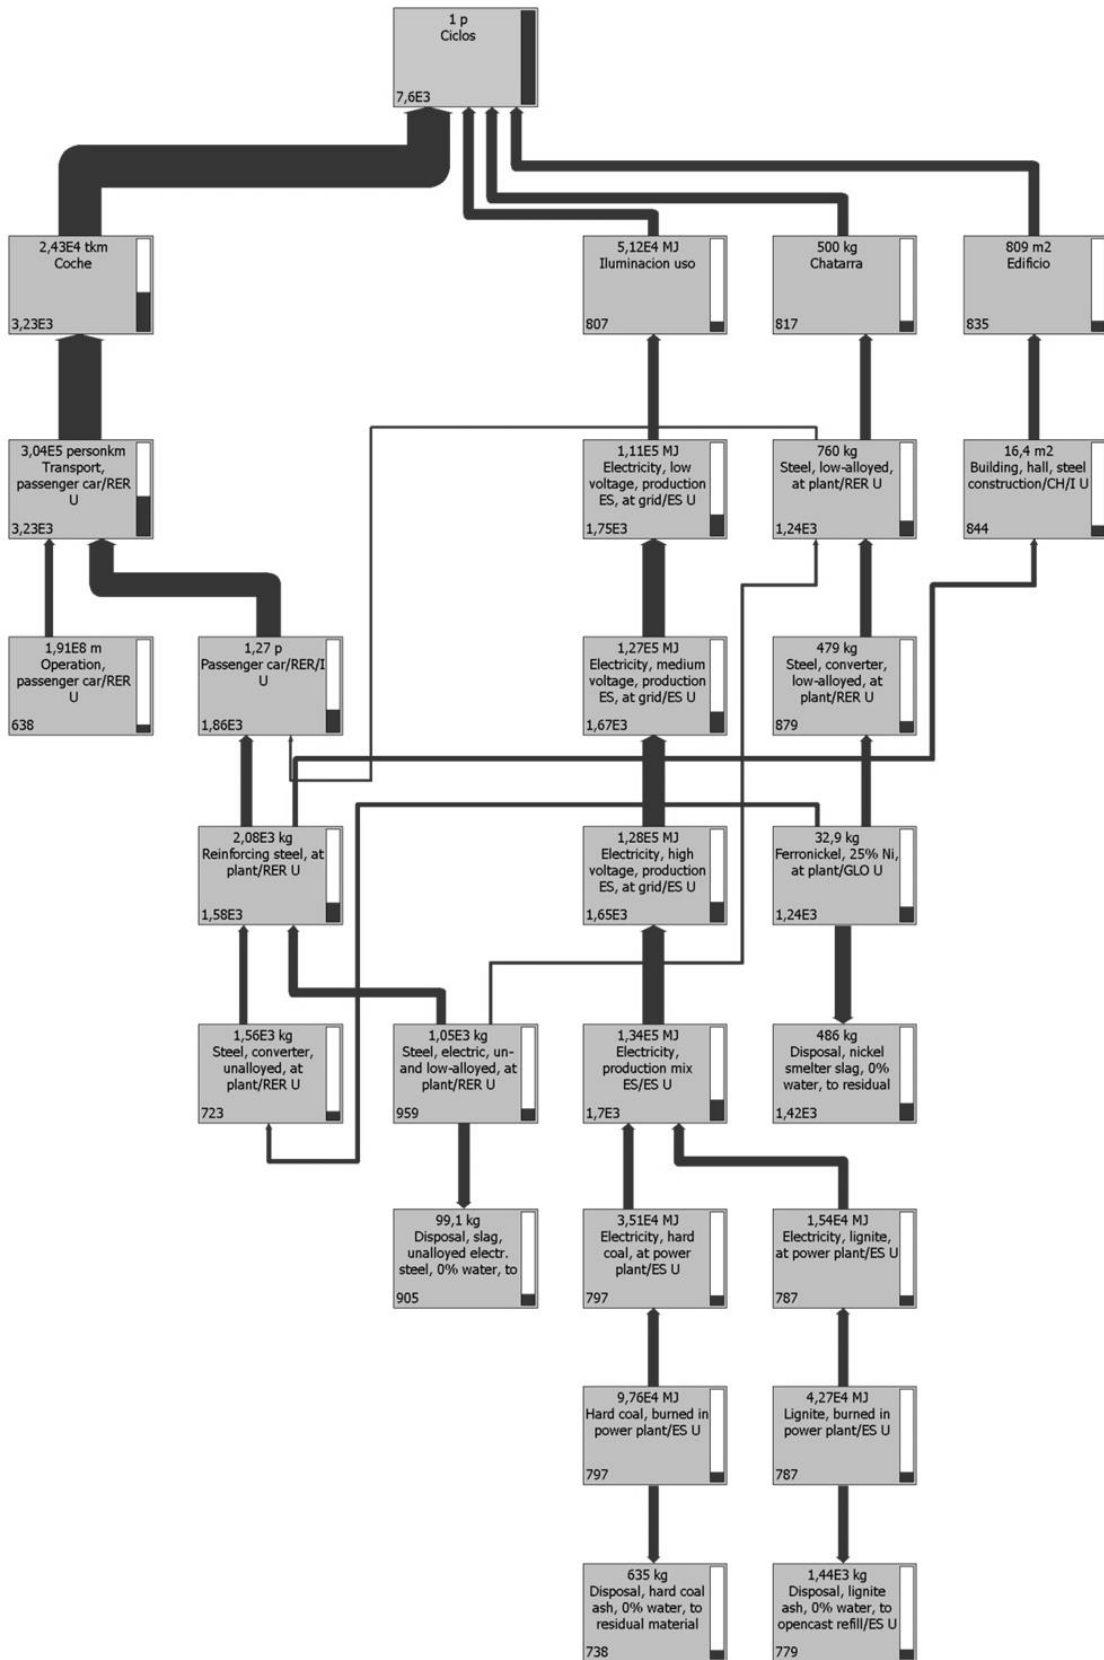 1 p
Ciclos
7,6E3
2,43E4 tkm
Coche
3,23E3
5,12E4 MJ
Iluminacion uso
807
500 kg
Chatarra
817
809 m2
Edificio
835
3,04E5 personkm
Transport,
passenger car/RER
U
3,23E3
1,11E5 MJ
Electricity, low
voltage, production
ES, at grid/ES U
1,75E3
760 kg
Steel, low-alloyed,
at plant/RER U
1,24E3
16,4 m2
Building, hall, steel
construction/CH/I U
844
1,91E8 m
Operation,
passenger car/RER
U
638
1,27 p
Passenger car/RER/I
U
1,86E3
1,27E5 MJ
Electricity, medium
voltage, production
ES, at grid/ES U
1,67E3
479 kg
Steel, converter,
low-alloyed, at
plant/RER U
879
2,08E3 kg
Reinforcing steel, at
plant/RER U
1,58E3
1,28E5 MJ
Electricity, high
voltage, production
ES, at grid/ES U
1,65E3
32,9 kg
Ferronickel, 25% Ni,
at plant/GLO U
1,24E3
1,56E3 kg
Steel, converter,
unalloyed, at
plant/RER U
723
1,05E3 kg
Steel, electric, un-
and low-alloyed, at
plant/RER U
959
1,34E5 MJ
Electricity,
production mix
ES/ES U
1,7E3
486 kg
Disposal, nickel
smelter slag, 0%
water, to residual
1,42E3
99,1 kg
Disposal, slag,
unalloyed electr.
steel, 0% water, to
905
3,51E4 MJ
Electricity, hard
coal, at power
plant/ES U
797
1,54E4 MJ
Electricity, lignite,
at power plant/ES U
787
9,76E4 MJ
Hard coal, burned in
power plant/ES U
797
4,27E4 MJ
Lignite, burned in
power plant/ES U
787
635 kg
Disposal, hard coal
ash, 0% water, to
residual material
738
1,44E3 kg
Disposal, lignite
ash, 0% water, to
opencast refill/ES U
779